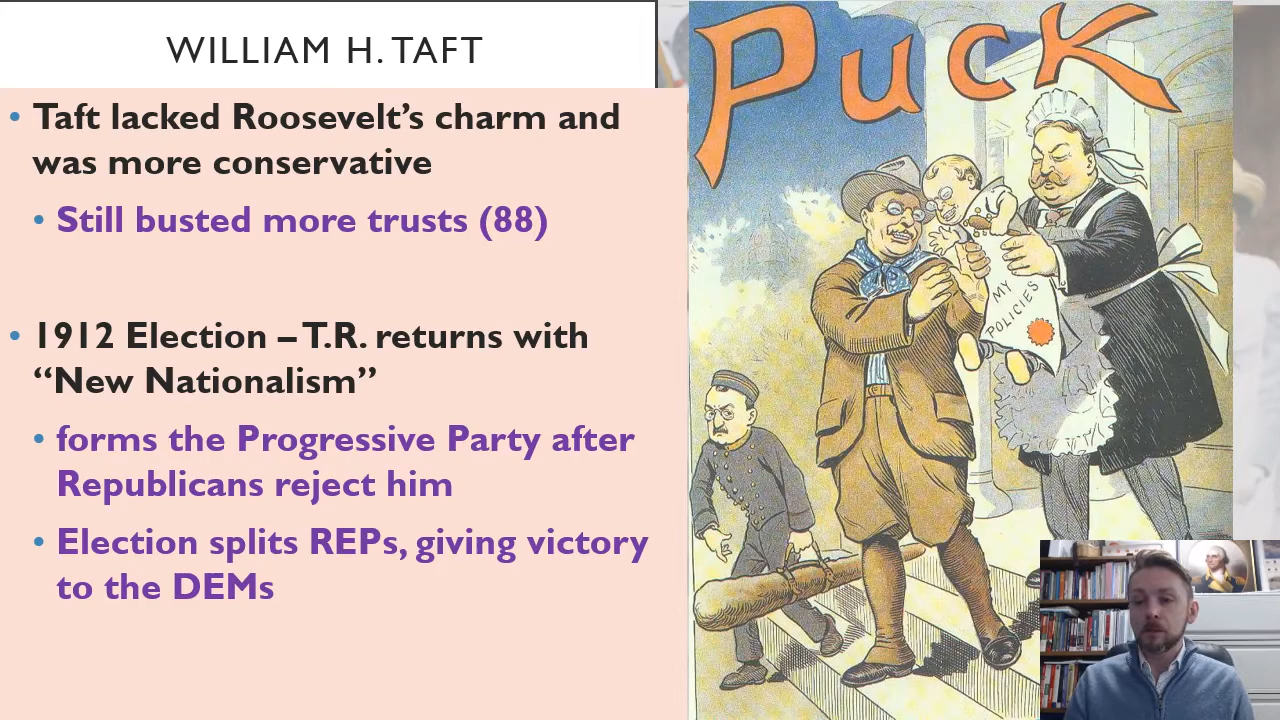 WILLIAM H. TAFT
• Taft lacked Roosevelt's charm and
was more conservative
• Still busted more trusts (88)
• 1912 Election – T.R. returns with
“New Nationalism”
• forms the Progressive Party after
Republicans reject him
• Election splits REPs, giving victory
to the DEMs
PUCK
MY
POLICIES